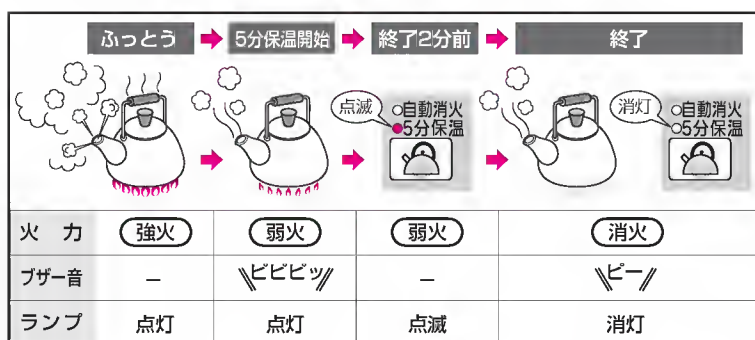 ふっとう 5分保温開始 終了2分前 終了
点滅 自動消火
5分保温
消灯 自動消火
5分保温
火力 強火 弱火 弱火 消火
ブザー音 － ビビビッ － ピー
ランプ 点灯 点灯 点滅 消灯